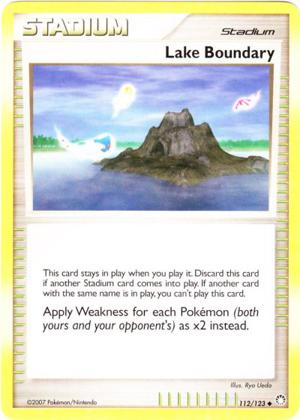 STADIUM
Stadium
Lake Boundary
This card stays in play when you play it. Discard this
card if another Stadium card comes into play. If another card
with the same name is in play, you can't play this card.
Apply Weakness for each Pokémon (both
yours and your opponent's) as x2 instead.
Illus. Ryo Ueda
©2007 Pokémon/Nintendo
112/123